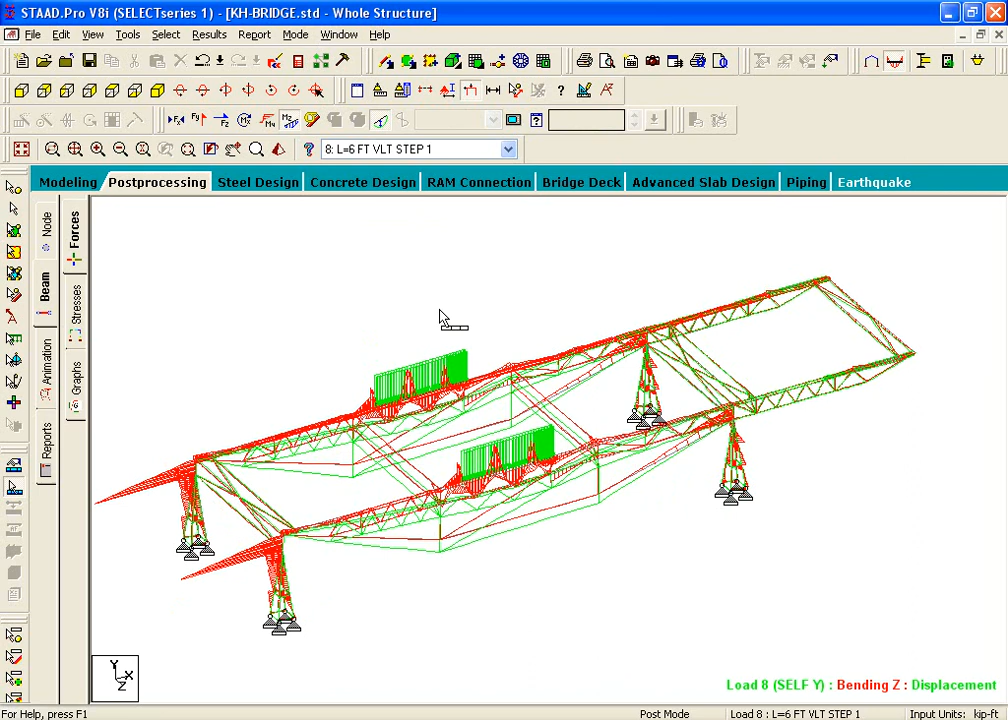 STAAD.Pro V8i (SELECTseries 1) - [KH-BRIDGE.std - Whole Structure]
File Edit View Tools Select Results Report Mode Window Help
8: L=6 FT VLT STEP 1
Modeling Postprocessing Steel Design Concrete Design RAM Connection Bridge Deck Advanced Slab Design Piping Earthquake
Node
Beam
Animation
Reports
Forces
Stresses
Graphs
Y
X
Z
Load 8 (SELF Y) : Bending Z : Displacement
For Help, press F1 Post Mode Load 8 : L=6 FT VLT STEP 1 Input Units: kip-ft